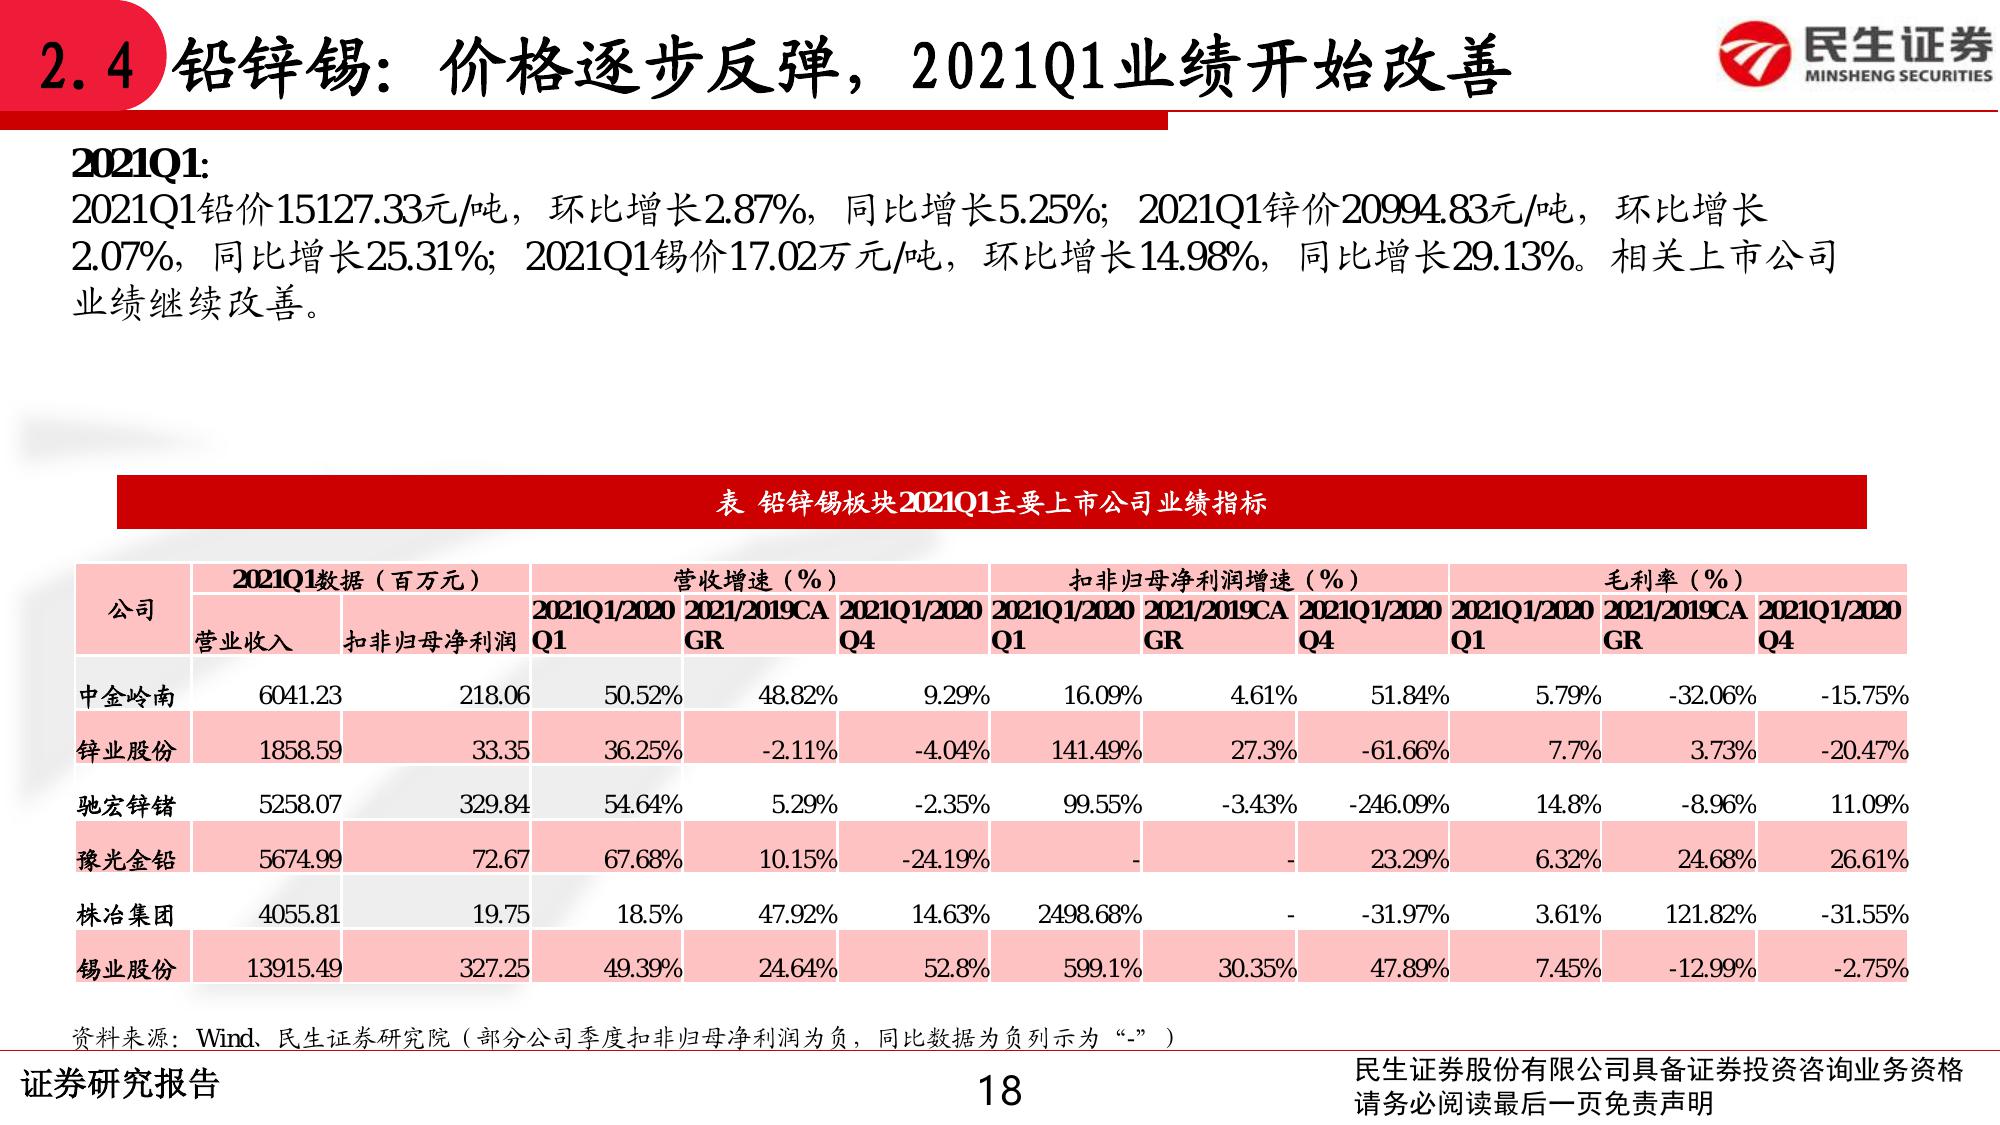 2.4 铅锌锡：价格逐步反弹，2021Q1业绩开始改善
民生证券
MINSHENG SECURITIES
2021Q1:
2021Q1铅价15127.33元/吨，环比增长2.87%，同比增长5.25%；2021Q1锌价20994.83元/吨，环比增长
2.07%，同比增长25.31%；2021Q1锡价17.02万元/吨，环比增长14.98%，同比增长29.13%。相关上市公司
业绩继续改善。
表 铅锌锡板块2021Q1主要上市公司业绩指标
公司 2021Q1数据（百万元） 营收增速（%） 扣非归母净利润增速（%） 毛利率（%）
营业收入 扣非归母净利润 2021Q1/2020Q1 2021/2019CAGR 2021Q1/2020Q4 2021Q1/2020Q1 2021/2019CAGR 2021Q1/2020Q4 2021Q1/2020Q1 2021/2019CAGR 2021Q1/2020Q4
中金岭南 6041.23 218.06 50.52% 48.82% 9.29% 16.09% 4.61% 51.84% 5.79% -32.06% -15.75%
锌业股份 1858.59 33.35 36.25% -2.11% -4.04% 141.49% 27.3% -61.66% 7.7% 3.73% -20.47%
驰宏锌锗 5258.07 329.84 54.64% 5.29% -2.35% 99.55% -3.43% -246.09% 14.8% -8.96% 11.09%
豫光金铅 5674.99 72.67 67.68% 10.15% -24.19% - - 23.29% 6.32% 24.68% 26.61%
株冶集团 4055.81 19.75 18.5% 47.92% 14.63% 2498.68% - -31.97% 3.61% 121.82% -31.55%
锡业股份 13915.49 327.25 49.39% 24.64% 52.8% 599.1% 30.35% 47.89% 7.45% -12.99% -2.75%
资料来源：Wind、民生证券研究院（部分公司季度扣非归母净利润为负，同比数据为负列示为“-”）
证券研究报告
18
民生证券股份有限公司具备证券投资咨询业务资格
请务必阅读最后一页免责声明